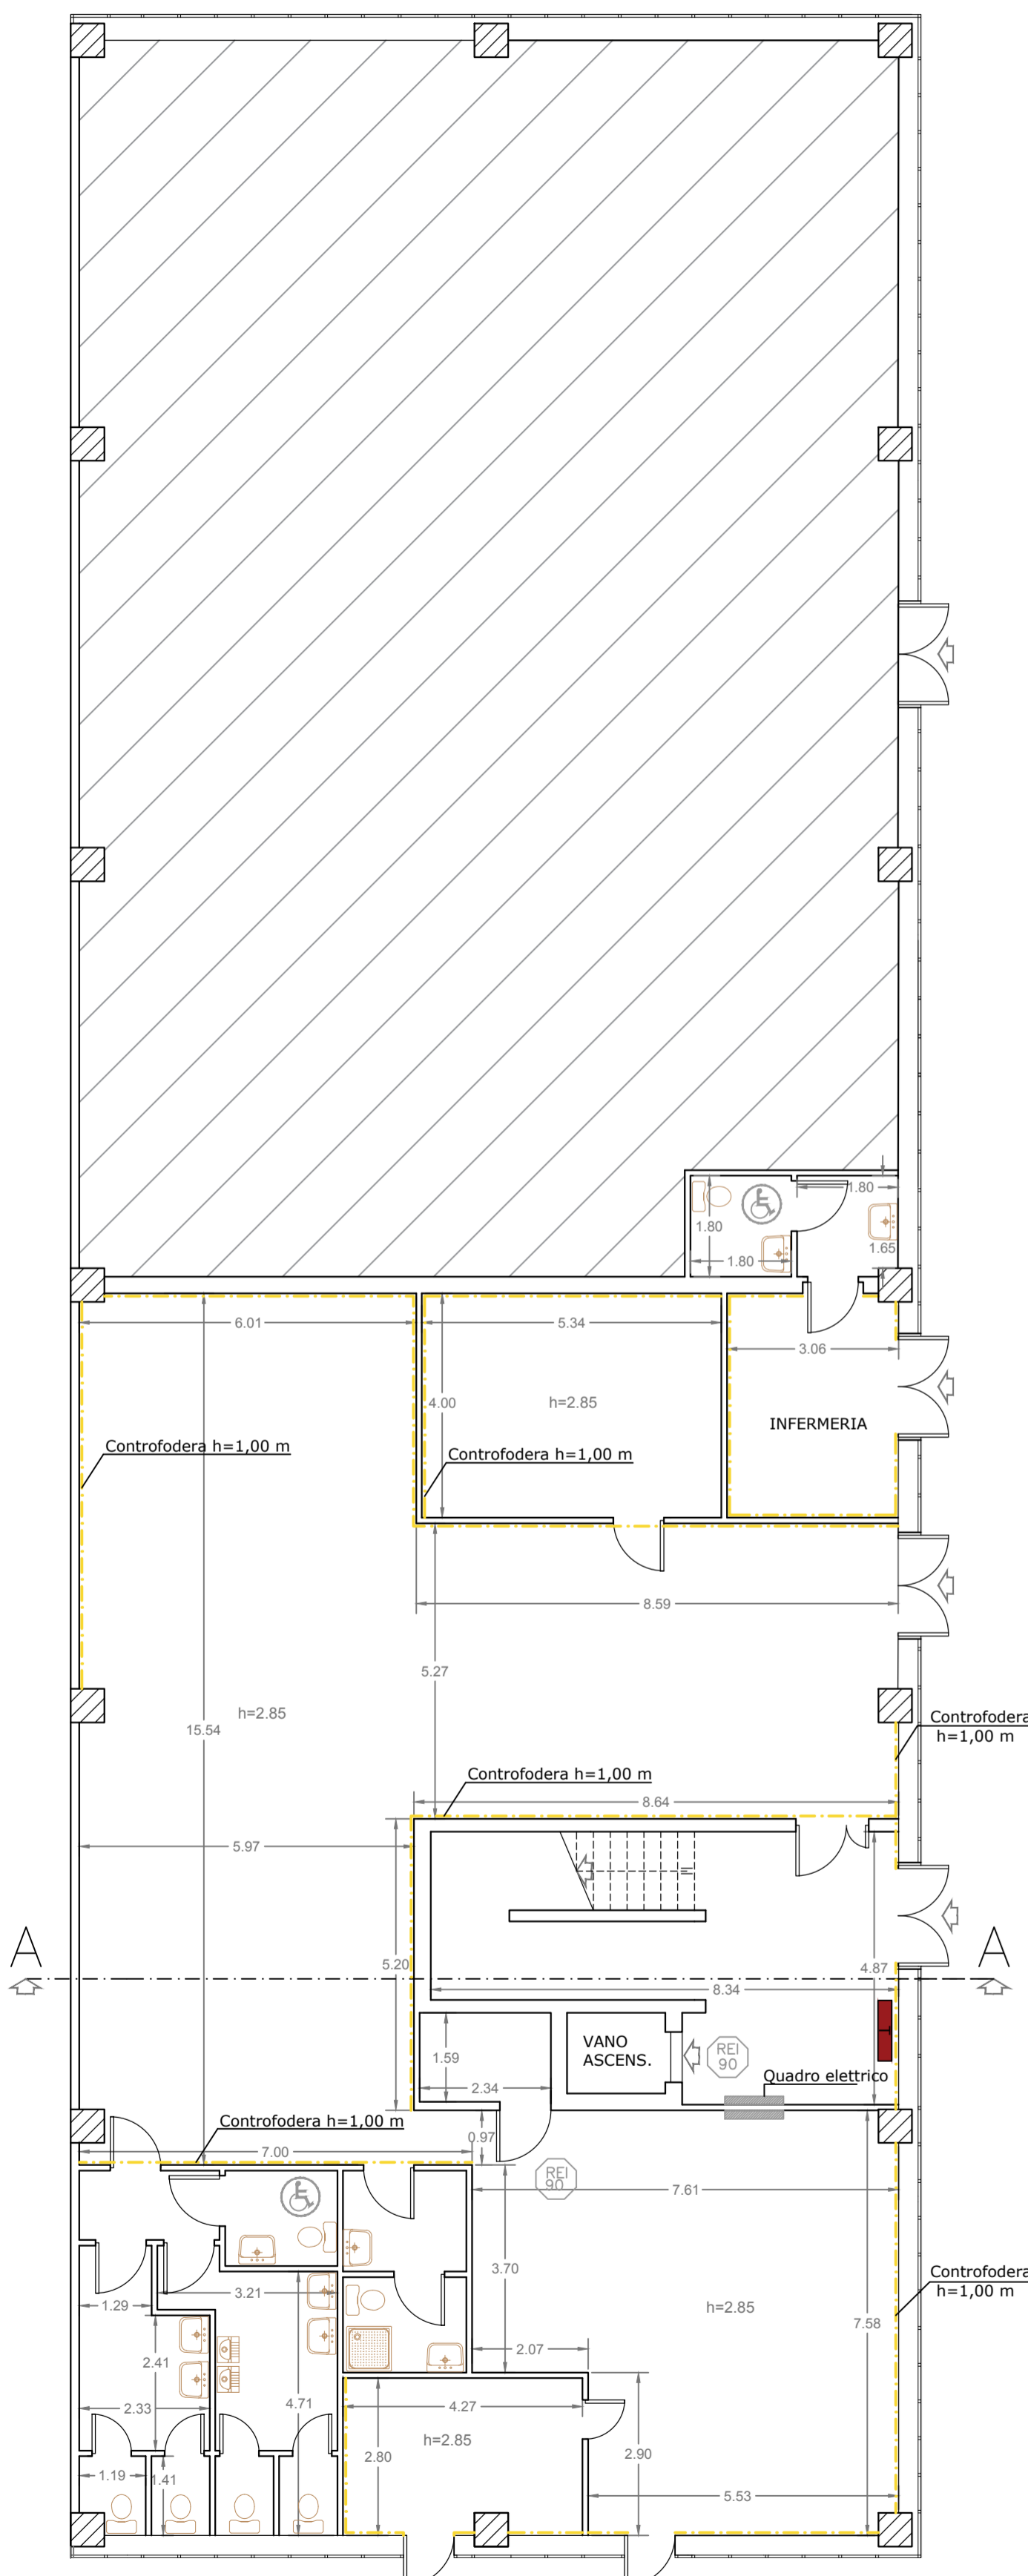 1.80
1.80
1.80
1.65
6.01
5.34
3.06
4.00
h=2.85
INFERMERIA
Controfodera h=1,00 m
Controfodera h=1,00 m
8.59
5.27
h=2.85
15.54
Controfodera
h=1,00 m
Controfodera h=1,00 m
8.64
5.97
A
A
5.20
4.87
8.34
VANO
ASCENS.
REI
90
1.59
2.34
Quadro elettrico
Controfodera h=1,00 m
0.97
7.00
REI
90
7.61
3.70
Controfodera
h=1,00 m
3.21
1.29
h=2.85
7.58
2.07
2.41
4.71
2.33
4.27
h=2.85
2.80
2.90
1.19
1.41
5.53